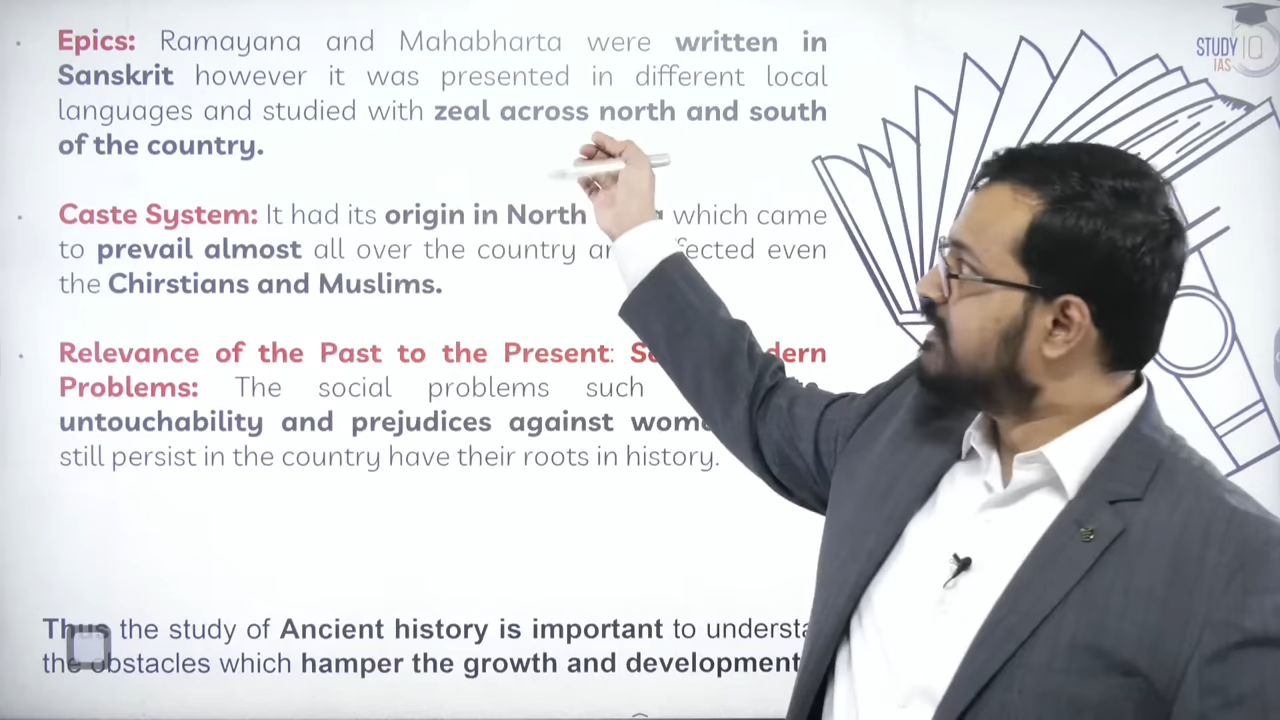 Epics: Ramayana and Mahabharta were written in
Sanskrit however it was presented in different local
languages and studied with zeal across north and south
of the country.
Caste System: It had its origin in North which came
to prevail almost all over the country even
the Chirstians and Muslims.
Relevance of the Past to the Present:
Problems: The social problems such
untouchability and prejudices against
still persist in the country have their roots in history.
Thus the study of Ancient history is important to
the obstacles which hamper the growth and development
STUDY IQ
IAS